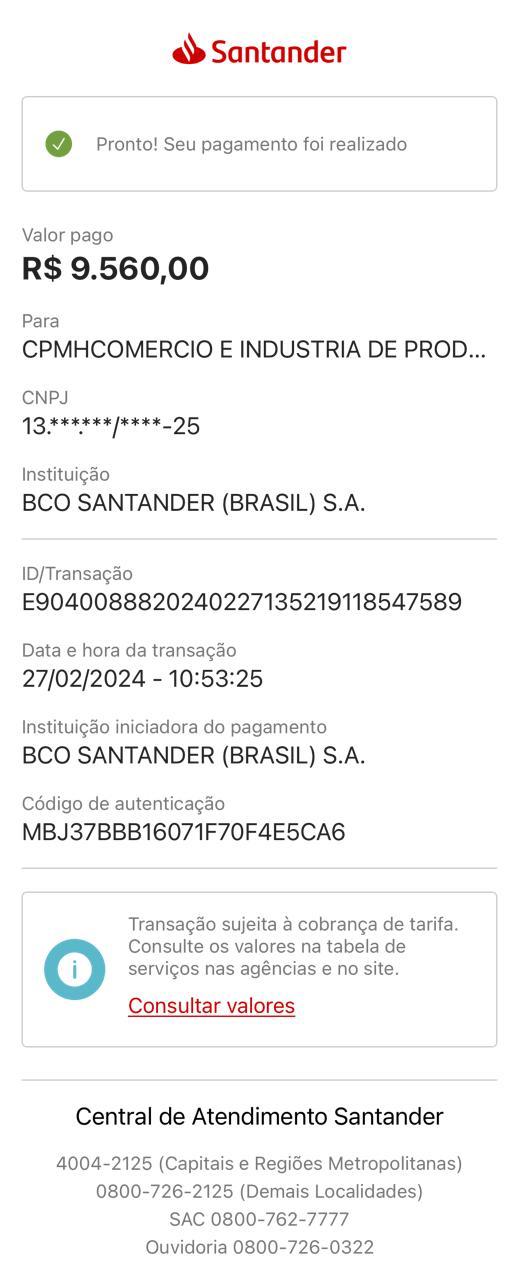 Santander
Pronto! Seu pagamento foi realizado
Valor pago
R$ 9.560,00
Para
CPMHCOMERCIO E INDUSTRIA DE PROD...
CNPJ
13.***.***/****-25
Instituição
BCO SANTANDER (BRASIL) S.A.
ID/Transação
E9040088820240227135219118547589
Data e hora da transação
27/02/2024 - 10:53:25
Instituição iniciadora do pagamento
BCO SANTANDER (BRASIL) S.A.
Código de autenticação
MBJ37BBB16071F70F4E5CA6
Transação sujeita à cobrança de tarifa.
Consulte os valores na tabela de
serviços nas agências e no site.
Consultar valores
Central de Atendimento Santander
4004-2125 (Capitais e Regiões Metropolitanas)
0800-726-2125 (Demais Localidades)
SAC 0800-762-7777
Ouvidoria 0800-726-0322